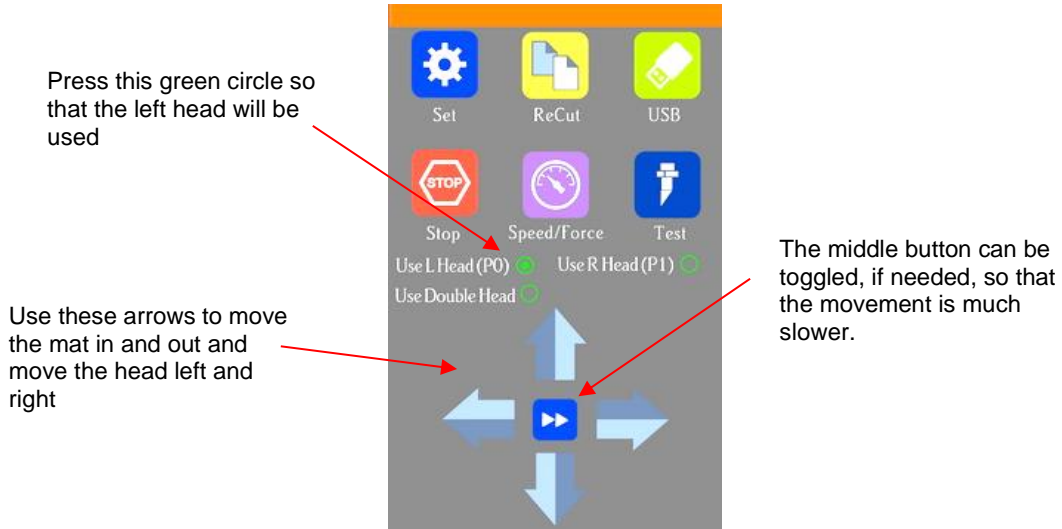 Press this green circle so
that the left head will be
used
Set
ReCut
USB
STOP
Stop
Speed/Force
Test
Use L Head (P0)
Use R Head (P1)
Use Double Head
Use these arrows to move
the mat in and out and
move the head left and
right
The middle button can be
toggled, if needed, so that
the movement is much
slower.